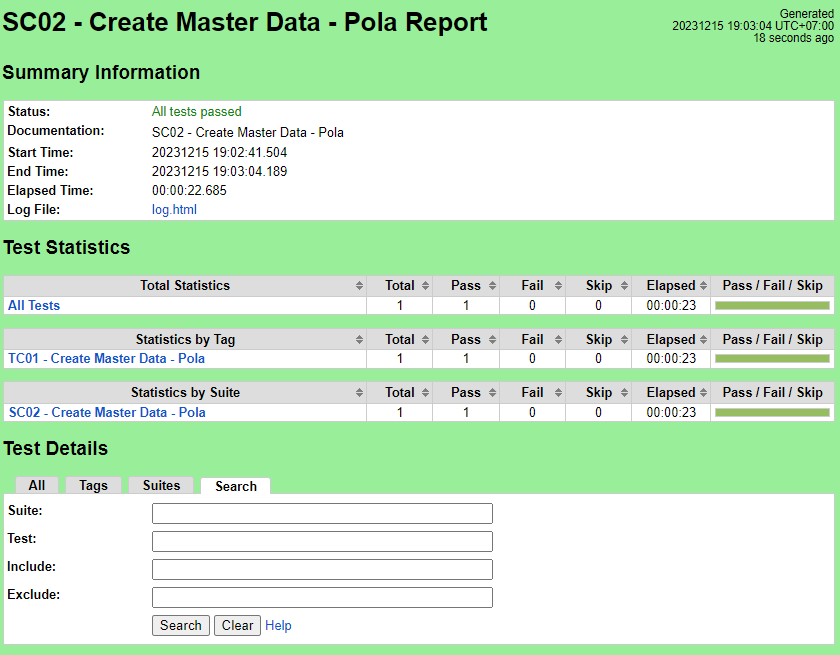 SC02 - Create Master Data - Pola Report
Generated
20231215 19:03:04 UTC+07:00
18 seconds ago
Summary Information
Status: All tests passed
Documentation: SC02 - Create Master Data - Pola
Start Time: 20231215 19:02:41.504
End Time: 20231215 19:03:04.189
Elapsed Time: 00:00:22.685
Log File: log.html
Test Statistics
Total Statistics Total Pass Fail Skip Elapsed Pass / Fail / Skip
All Tests 1 1 0 0 00:00:23
Statistics by Tag Total Pass Fail Skip Elapsed Pass / Fail / Skip
TC01 - Create Master Data - Pola 1 1 0 0 00:00:23
Statistics by Suite Total Pass Fail Skip Elapsed Pass / Fail / Skip
SC02 - Create Master Data - Pola 1 1 0 0 00:00:23
Test Details
All Tags Suites Search
Suite:
Test:
Include:
Exclude:
Search Clear Help